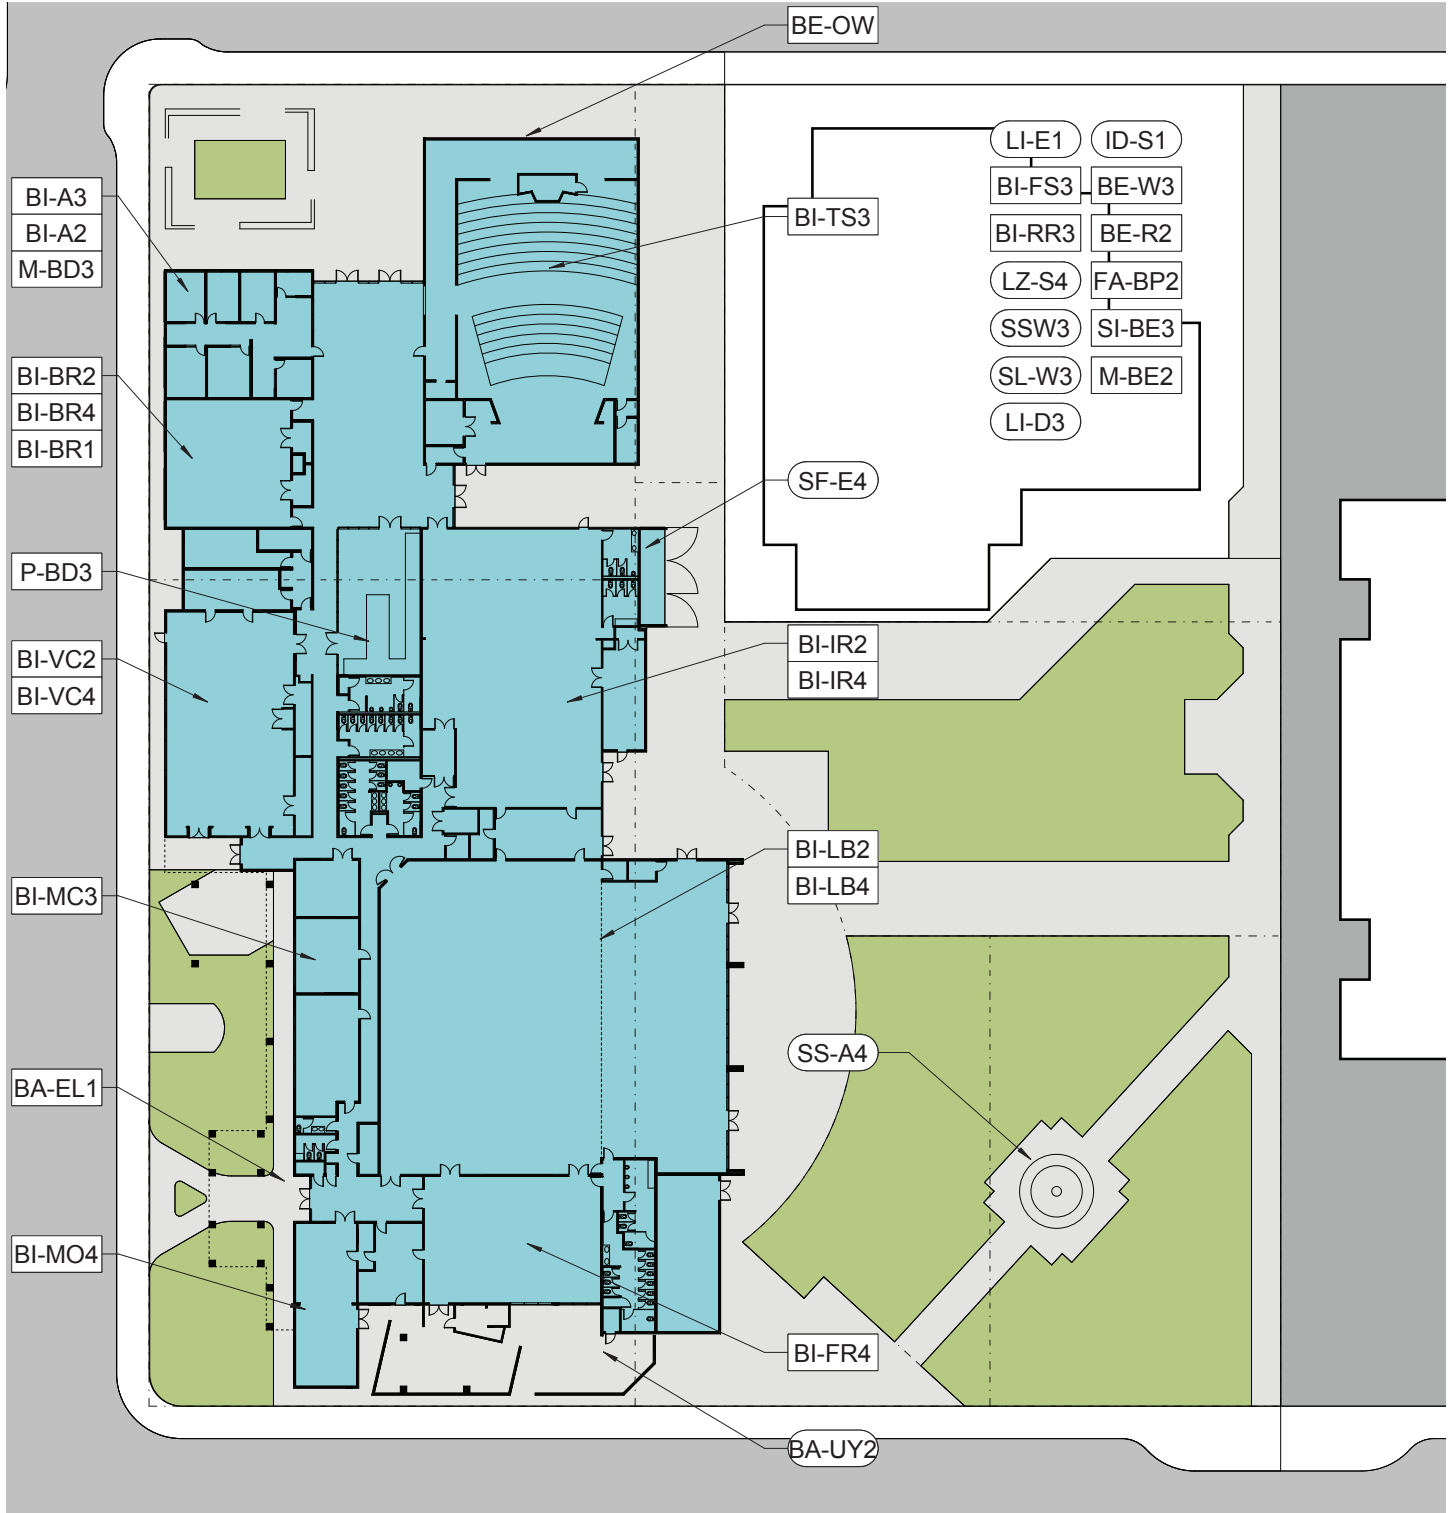 BE-OW
LI-E1
ID-S1
BI-FS3
BE-W3
BI-TS3
BI-RR3
BE-R2
LZ-S4
FA-BP2
SSW3
SI-BE3
SL-W3
M-BE2
LI-D3
BI-A3
BI-A2
M-BD3
BI-BR2
BI-BR4
BI-BR1
SF-E4
P-BD3
BI-IR2
BI-IR4
BI-VC2
BI-VC4
BI-LB2
BI-LB4
BI-MC3
SS-A4
BA-EL1
BI-MO4
BI-FR4
BA-UY2